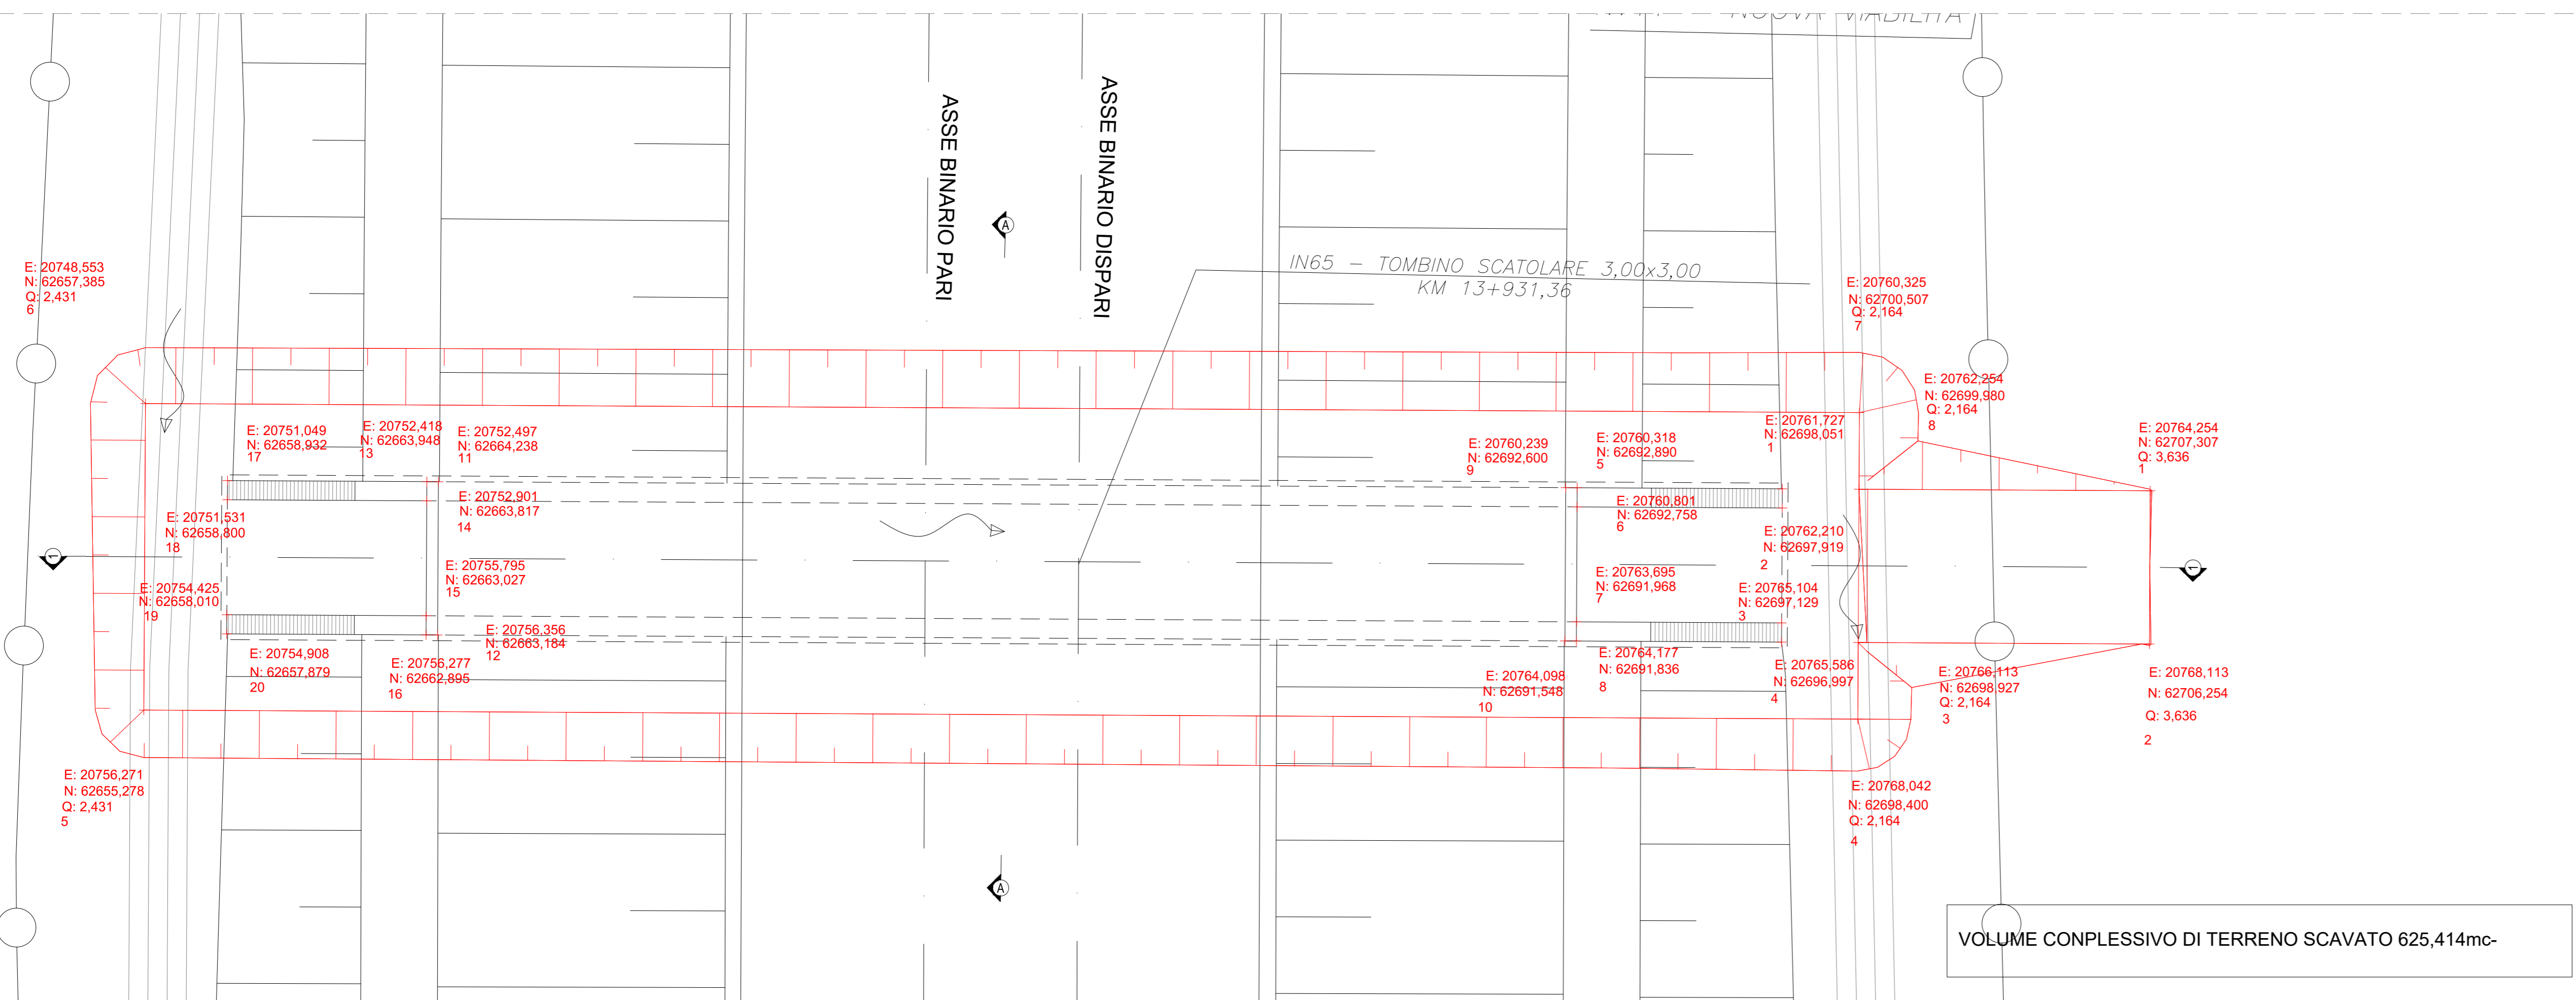 NUOVA VIABILITA'
ASSE BINARIO PARI
ASSE BINARIO DISPARI
A
IN65 – TOMBINO SCATOLARE 3,00x3,00
KM 13+931,36
E: 20748,553
N: 62657,385
Q: 2,431
6
E: 20760,325
N: 62700,507
Q: 2,164
7
E: 20762,254
N: 62699,980
Q: 2,164
8
E: 20764,254
N: 62707,307
Q: 3,636
1
E: 20751,049
N: 62658,932
17
E: 20752,418
N: 62663,948
13
E: 20752,497
N: 62664,238
11
E: 20760,239
N: 62692,600
9
E: 20760,318
N: 62692,890
5
E: 20761,727
N: 62698,051
1
E: 20751,531
N: 62658,800
18
E: 20752,901
N: 62663,817
14
E: 20760,801
N: 62692,758
6
E: 20762,210
N: 62697,919
2
1
1
E: 20754,425
N: 62658,010
19
E: 20755,795
N: 62663,027
15
E: 20763,695
N: 62691,968
7
E: 20765,104
N: 62697,129
3
E: 20754,908
N: 62657,879
20
E: 20756,277
N: 62662,895
16
E: 20756,356
N: 62663,184
12
E: 20764,098
N: 62691,548
10
E: 20764,177
N: 62691,836
8
E: 20765,586
N: 62696,997
4
E: 20766,113
N: 62698,927
Q: 2,164
3
E: 20768,113
N: 62706,254
Q: 3,636
2
E: 20756,271
N: 62655,278
Q: 2,431
5
E: 20768,042
N: 62698,400
Q: 2,164
4
A
VOLUME CONPLESSIVO DI TERRENO SCAVATO 625,414mc-